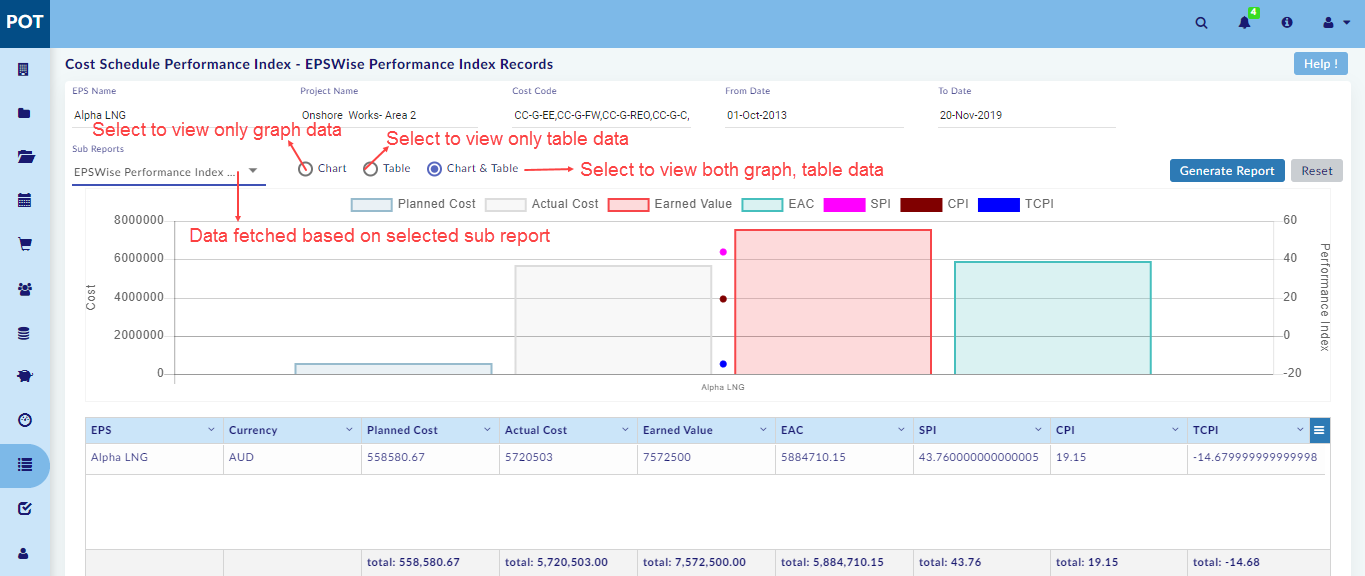 POT
4
Cost Schedule Performance Index - EPSWise Performance Index Records
Help !
EPS Name Project Name Cost Code From Date To Date
Alpha LNG Onshore Works- Area 2 CC-G-EE,CC-G-FW,CC-G-REO,CC-G-C, 01-Oct-2013 20-Nov-2019
Select to view only graph data
Select to view only table data
Sub Reports
EPSWise Performance Index ...
Chart Table Chart & Table
Select to view both graph, table data
Generate Report Reset
Planned Cost Actual Cost Earned Value EAC SPI CPI TCPI
Data fetched based on selected sub report
8000000 60
6000000 40
4000000 20
2000000 0
0 -20
Cost
Performance Index
Alpha LNG
EPS Currency Planned Cost Actual Cost Earned Value EAC SPI CPI TCPI
Alpha LNG AUD 558580.67 5720503 7572500 5884710.15 43.760000000000005 19.15 -14.679999999999998
total: 558,580.67 total: 5,720,503.00 total: 7,572,500.00 total: 5,884,710.15 total: 43.76 total: 19.15 total: -14.68